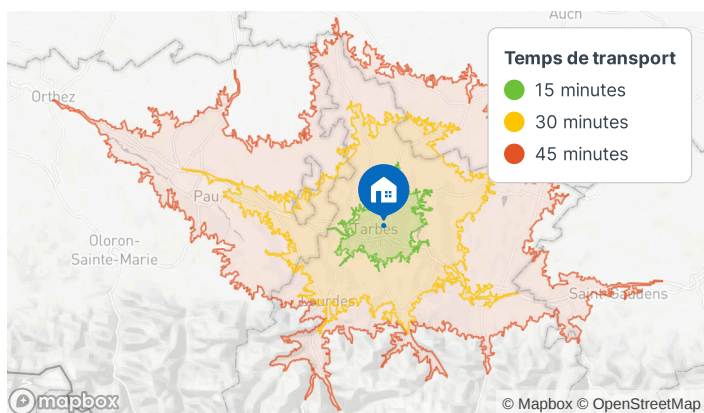 Auch
Temps de transport
15 minutes
30 minutes
45 minutes
Orthez
Pau
Tarbes
Oloron-
Sainte-Marie
Lourdes
Saint-Gaudens
mapbox
© Mapbox © OpenStreetMap